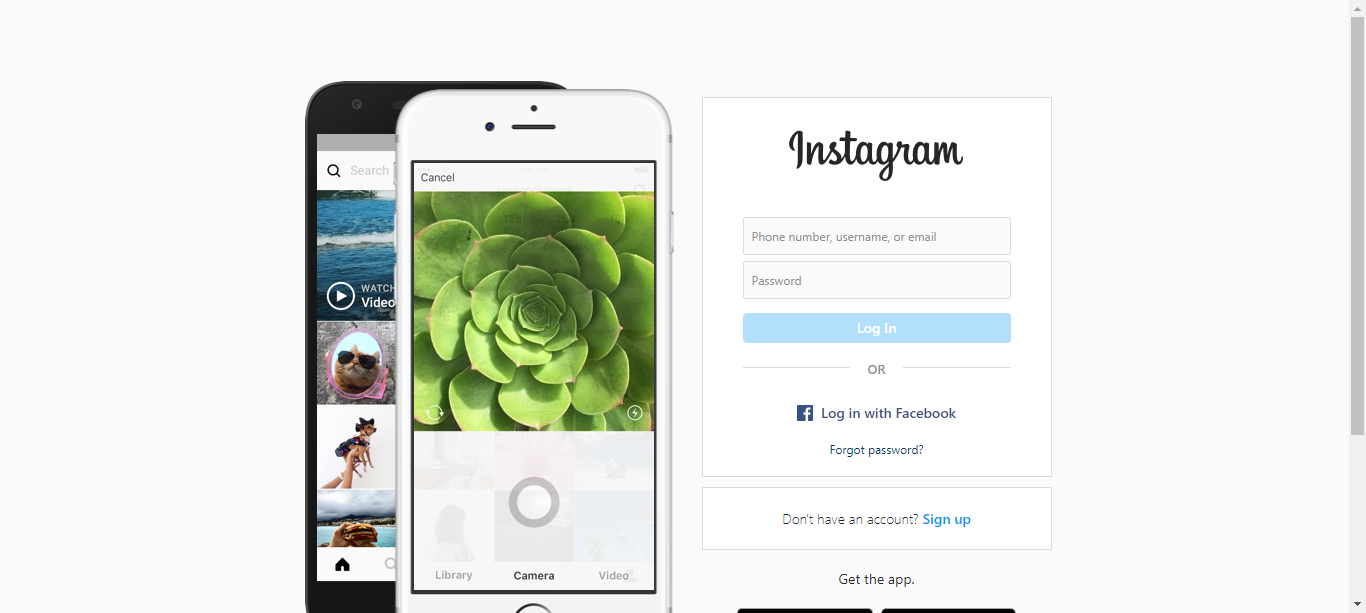 Search
WATCH
Video
Cancel
Library
Camera
Video
Instagram
Phone number, username, or email
Password
Log In
OR
Log in with Facebook
Forgot password?
Don't have an account? Sign up
Get the app.